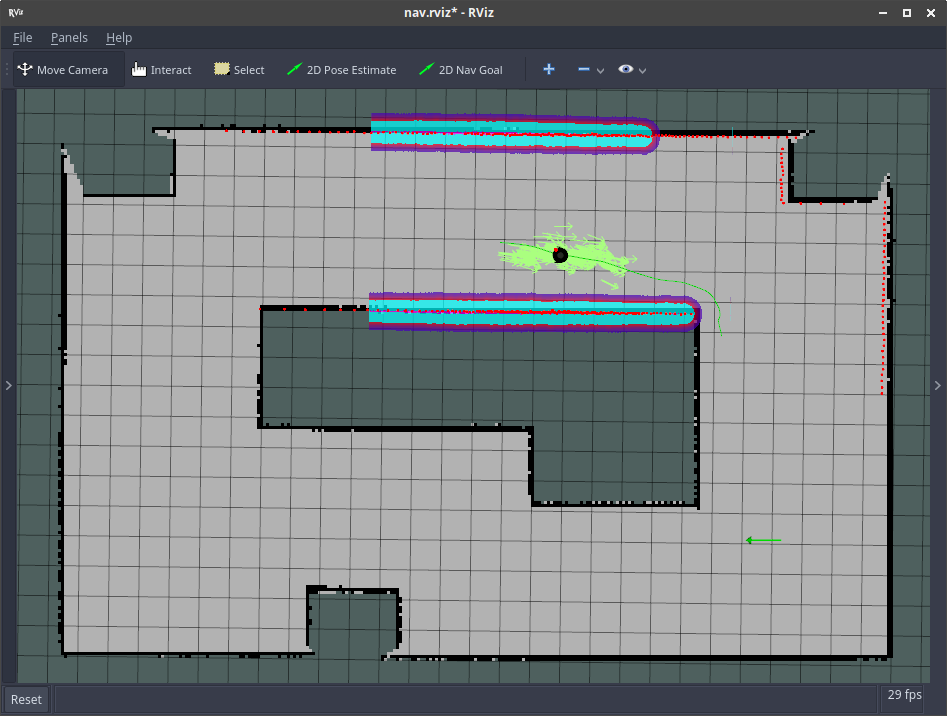 RViz
nav.rviz* - RViz
File Panels Help
Move Camera Interact Select 2D Pose Estimate 2D Nav Goal
Reset
29 fps